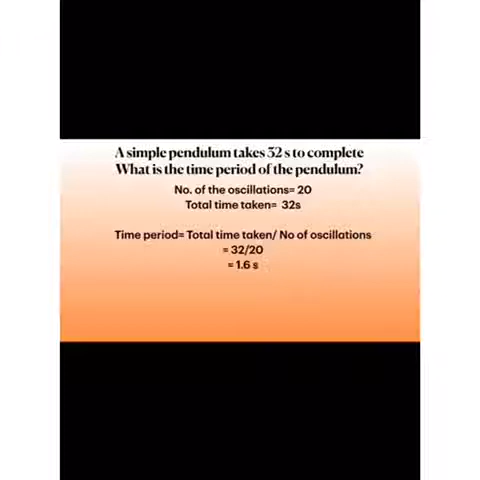 A simple pendulum takes 32 s to complete
What is the time period of the pendulum?
No. of the oscillations= 20
Total time taken= 32s
Time period= Total time taken/ No of oscillations
= 32/20
= 1.6 s